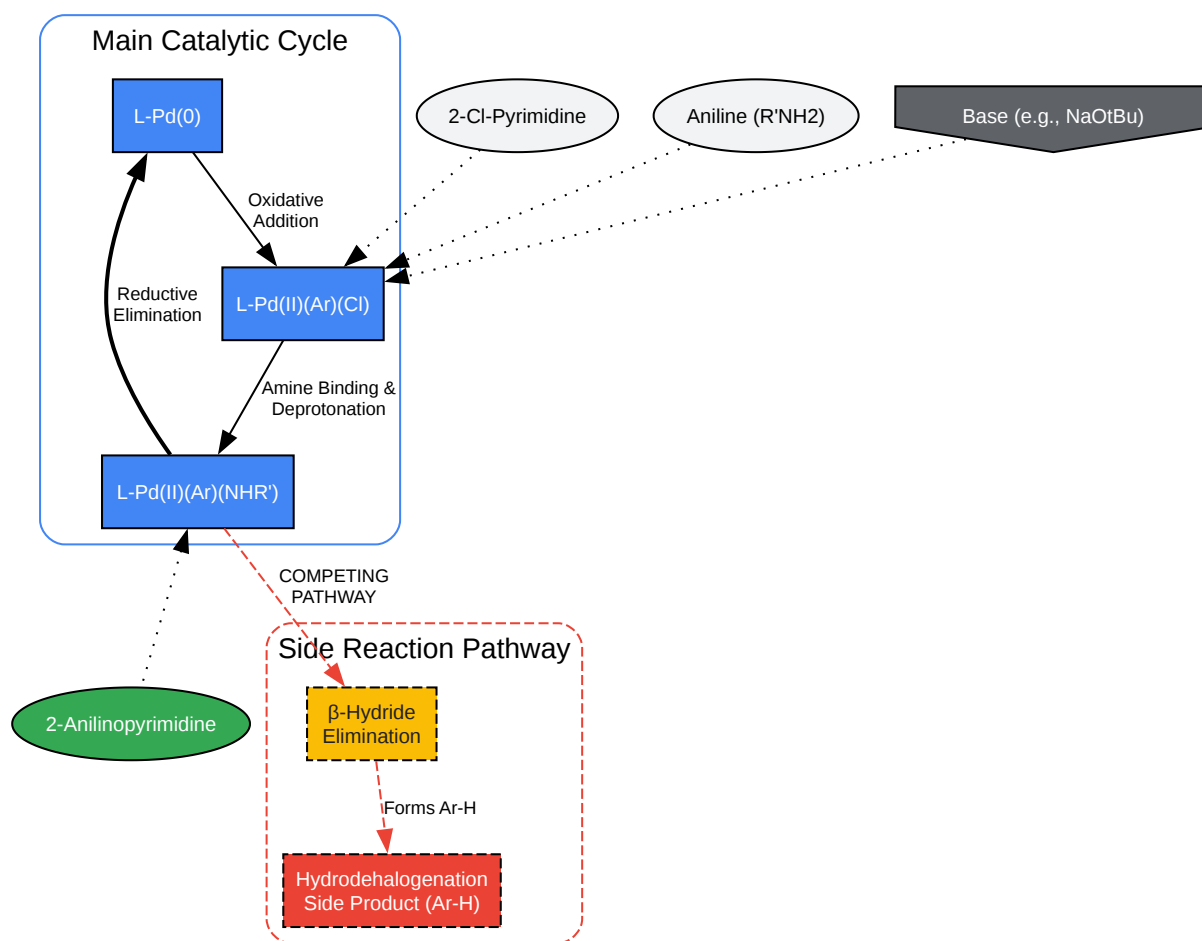 Main Catalytic Cycle
L-Pd(0)
2-Cl-Pyrimidine
Aniline (R'NH2)
Base (e.g., NaOtBu)
Oxidative
Addition
Reductive
Elimination
L-Pd(II)(Ar)(Cl)
Amine Binding &
Deprotonation
L-Pd(II)(Ar)(NHR')
COMPETING
PATHWAY
Side Reaction Pathway
2-Anilinopyrimidine
β-Hydride
Elimination
Forms Ar-H
Hydrodehalogenation
Side Product (Ar-H)